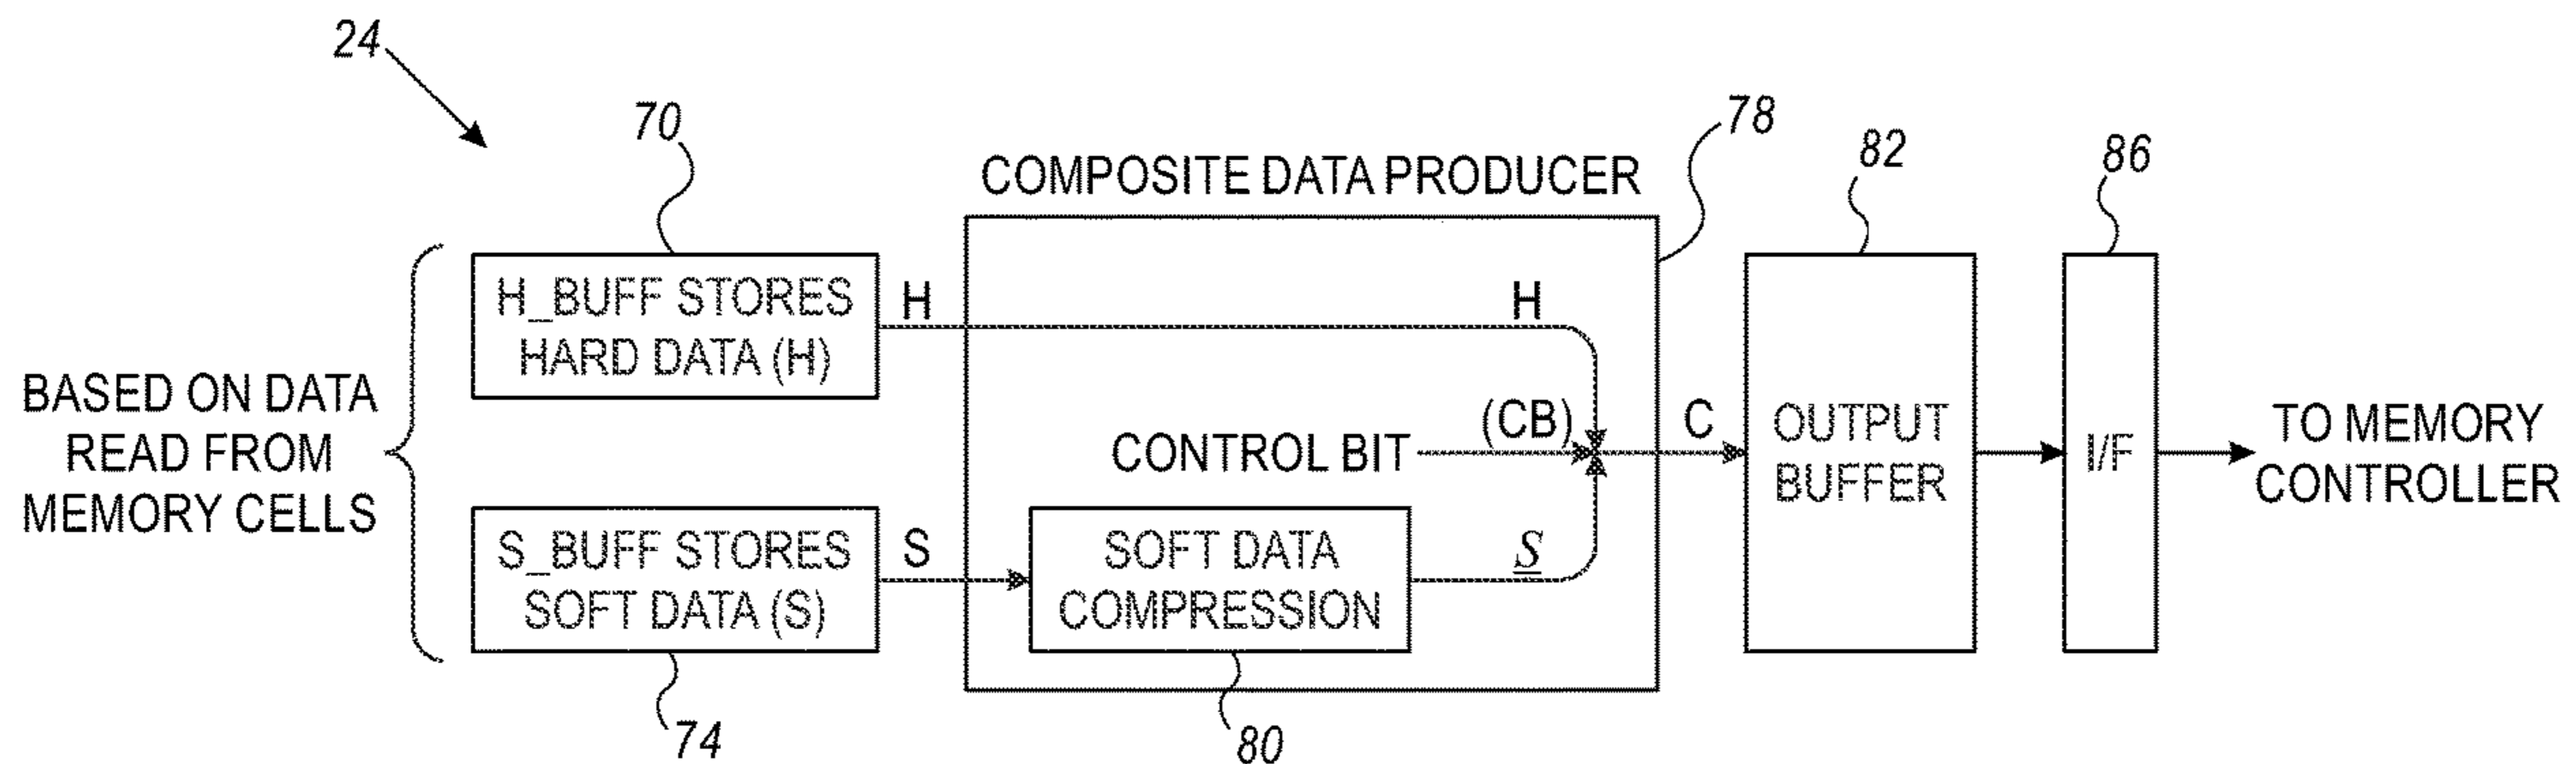 24
70
78
82
86
COMPOSITE DATA PRODUCER
H_BUFF STORES
HARD DATA (H)
H
H
BASED ON DATA
READ FROM
MEMORY CELLS
CONTROL BIT
(CB)
C
OUTPUT
BUFFER
I/F
TO MEMORY
CONTROLLER
S_BUFF STORES
SOFT DATA (S)
S
SOFT DATA
COMPRESSION
S
74
80